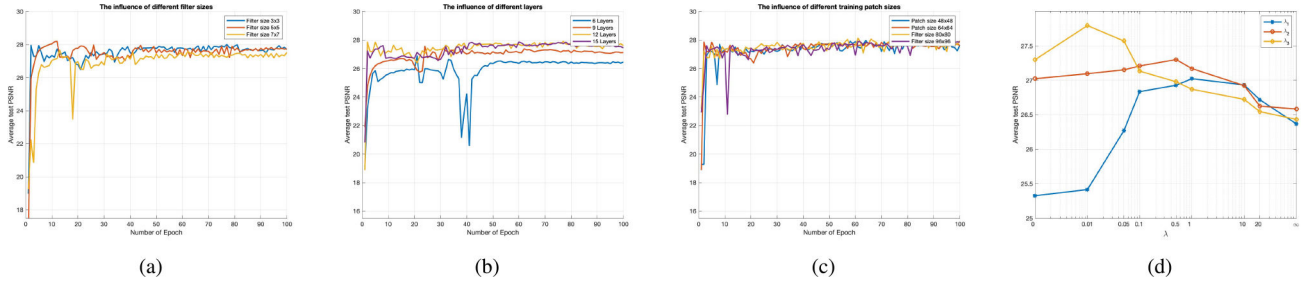 The influence of different filter sizes
Filter size 3x3
Filter size 5x5
Filter size 7x7
Average test PSNR
30
28
26
24
22
20
18
16
0
10
20
30
40
50
60
70
80
90
100
Number of Epoch
(a)
The influence of different layers
6 Layers
9 Layers
12 Layers
15 Layers
Average test PSNR
30
28
26
24
22
20
18
16
0
10
20
30
40
50
60
70
80
90
100
Number of Epoch
(b)
The influence of different training patch sizes
Patch size 48x48
Patch size 64x64
Filter size 80x80
Filter size 96x96
Average test PSNR
30
28
26
24
22
20
18
16
0
10
20
30
40
50
60
70
80
90
100
Number of Epoch
(c)
λ₁
λ₂
λ₃
Average test PSNR
28
27.5
27
26.5
26
25.5
25
0
0.01
0.05
0.1
0.5
1
10
20
∞
λ
(d)